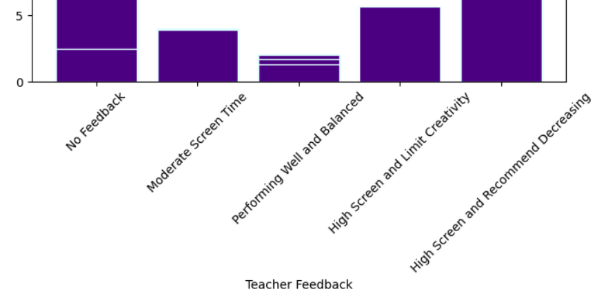 5
0
No Feedback
Moderate Screen Time
Performing Well and Balanced
High Screen and Limit Creativity
High Screen and Recommend Decreasing
Teacher Feedback